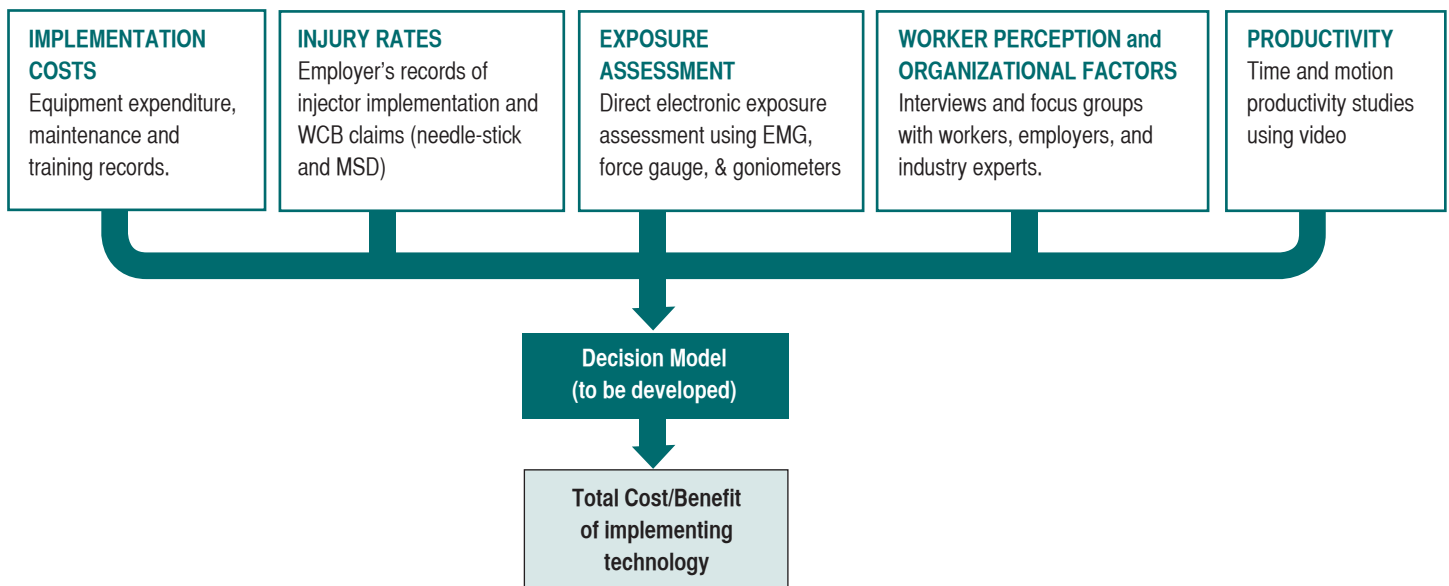 IMPLEMENTATION
COSTS
Equipment expenditure,
maintenance and
training records.
INJURY RATES
Employer’s records of
injector implementation and
WCB claims (needle-stick
and MSD)
EXPOSURE
ASSESSMENT
Direct electronic exposure
assessment using EMG,
force gauge, & goniometers
WORKER PERCEPTION and
ORGANIZATIONAL FACTORS
Interviews and focus groups
with workers, employers, and
industry experts.
PRODUCTIVITY
Time and motion
productivity studies
using video
Decision Model
(to be developed)
Total Cost/Benefit
of implementing
technology